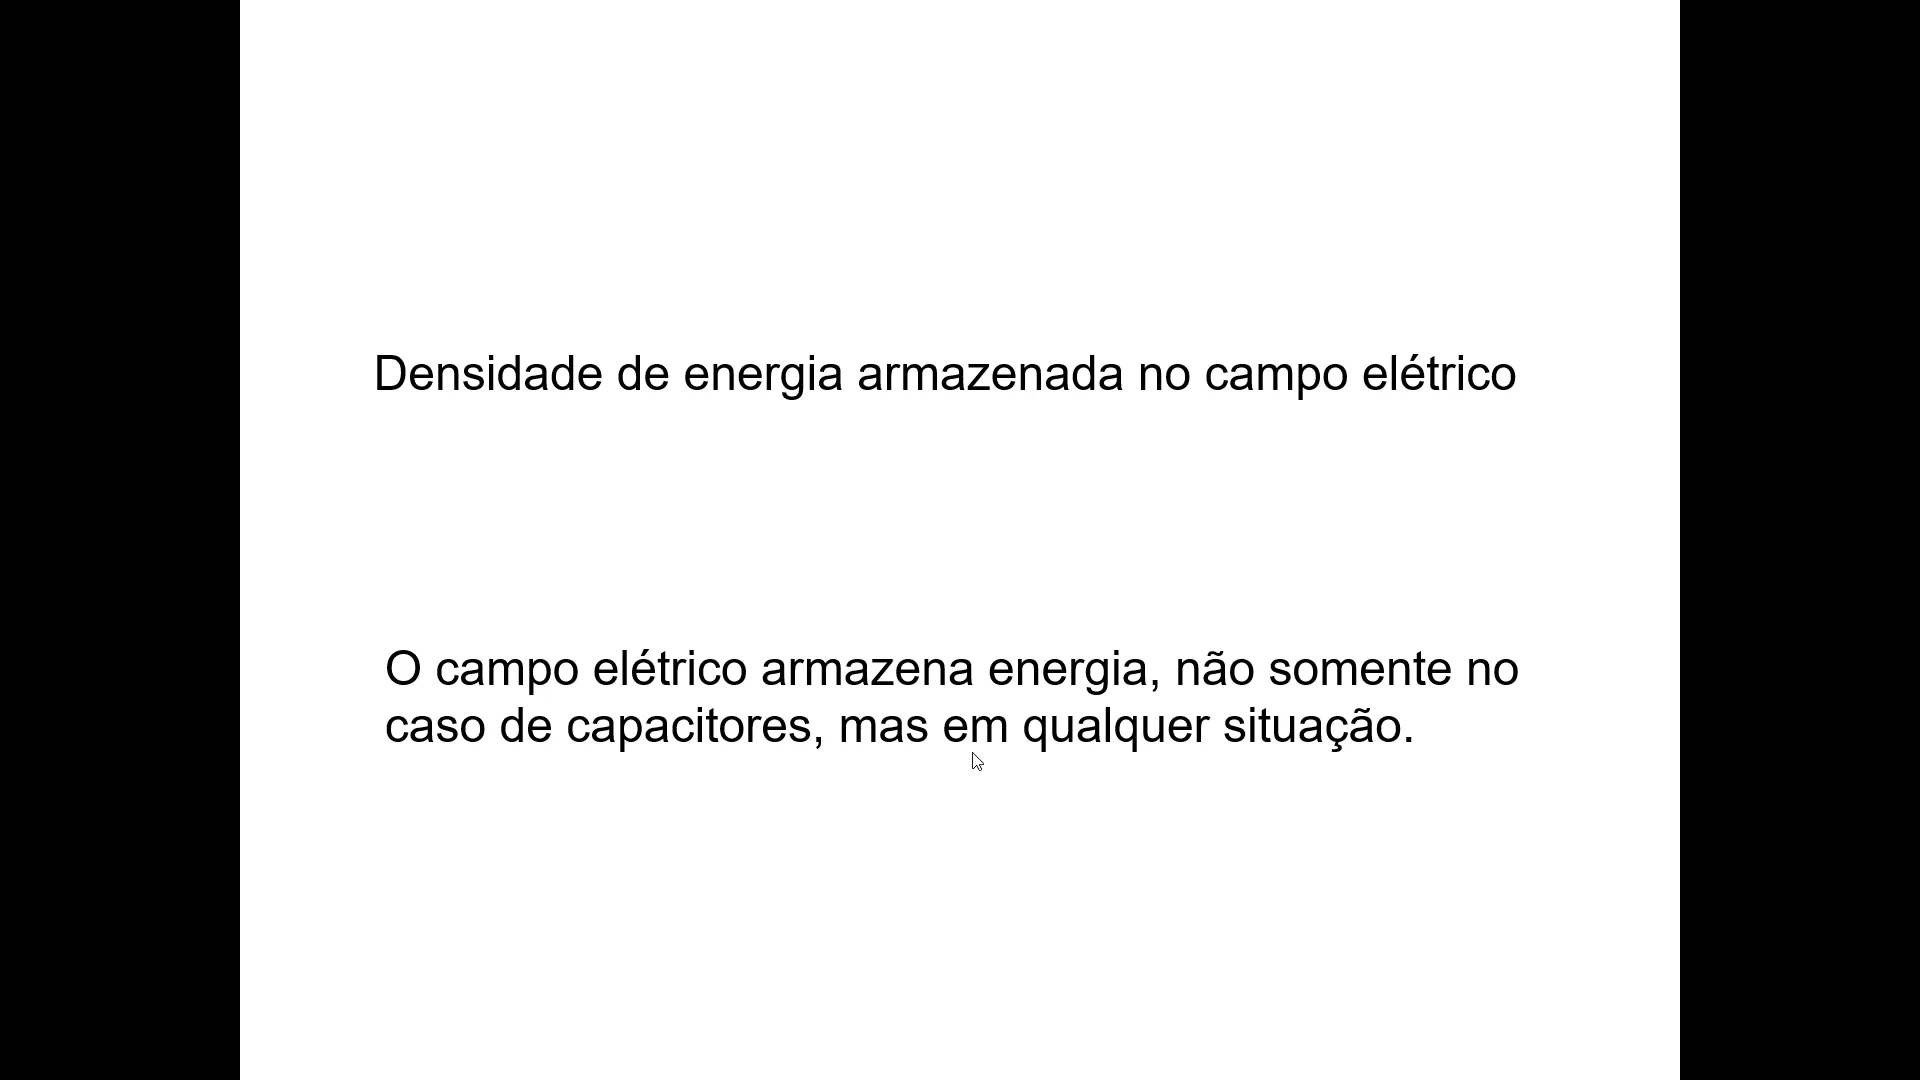 Densidade de energia armazenada no campo elétrico
O campo elétrico armazena energia, não somente no
caso de capacitores, mas em qualquer situação.